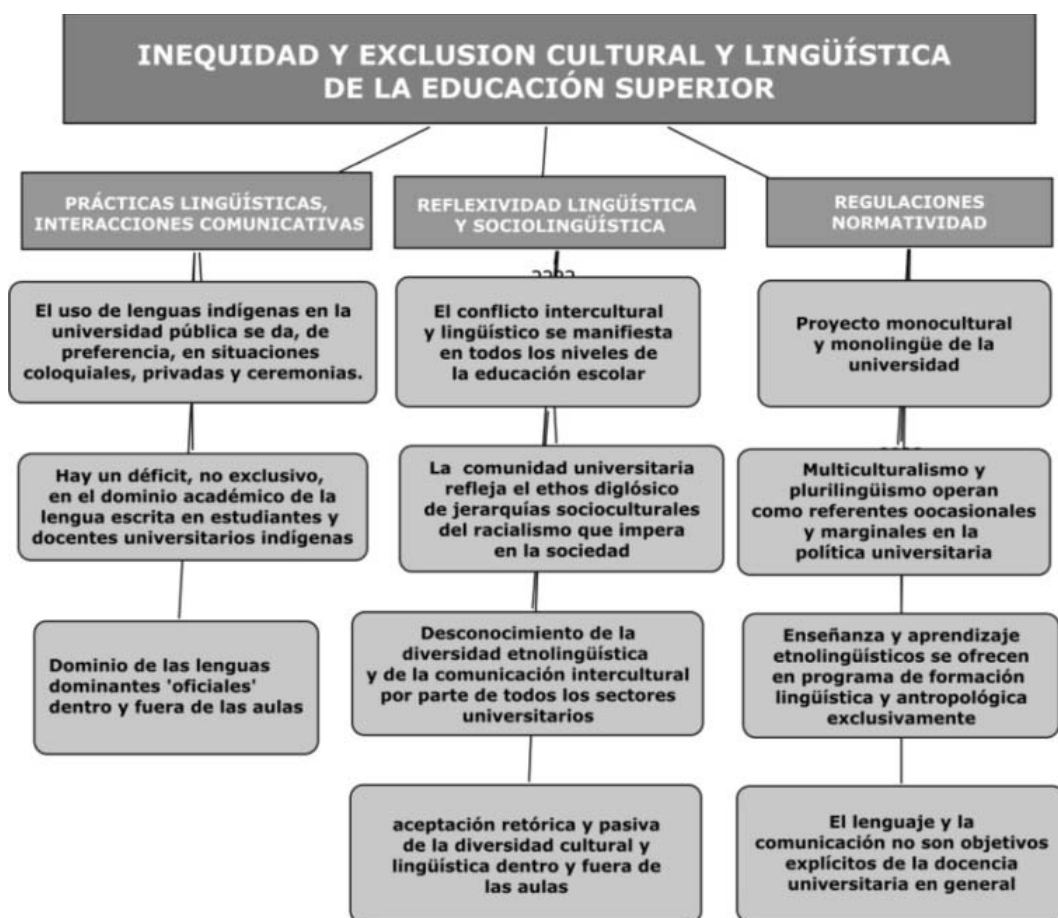 INEQUIDAD Y EXCLUSION CULTURAL Y LINGÜÍSTICA
DE LA EDUCACIÓN SUPERIOR
PRÁCTICAS LINGÜÍSTICAS,
INTERACCIONES COMUNICATIVAS
El uso de lenguas indígenas en la
universidad pública se da, de
preferencia, en situaciones
coloquiales, privadas y ceremonias.
Hay un déficit, no exclusivo,
en el dominio académico de la
lengua escrita en estudiantes y
docentes universitarios indígenas
Dominio de las lenguas
dominantes 'oficiales'
dentro y fuera de las aulas
REFLEXIVIDAD LINGÜÍSTICA
Y SOCIOLINGÜÍSTICA
El conflicto intercultural
y lingüístico se manifiesta
en todos los niveles de
la educación escolar
La comunidad universitaria
refleja el ethos diglósico
de jerarquías socioculturales
del racialismo que impera
en la sociedad
Desconocimiento de la
diversidad etnolingüística
y de la comunicación intercultural
por parte de todos los sectores
universitarios
aceptación retórica y pasiva
de la diversidad cultural y
lingüística dentro y fuera de
las aulas
REGULACIONES
NORMATIVIDAD
Proyecto monocultural
y monolingüe de la
universidad
Multiculturalismo y
plurilingüismo operan
como referentes oocasionales
y marginales en la
política universitaria
Enseñanza y aprendizaje
etnolingüísticos se ofrecen
en programa de formación
lingüística y antropológica
exclusivamente
El lenguaje y la
comunicación no son objetivos
explícitos de la docencia
universitaria en general